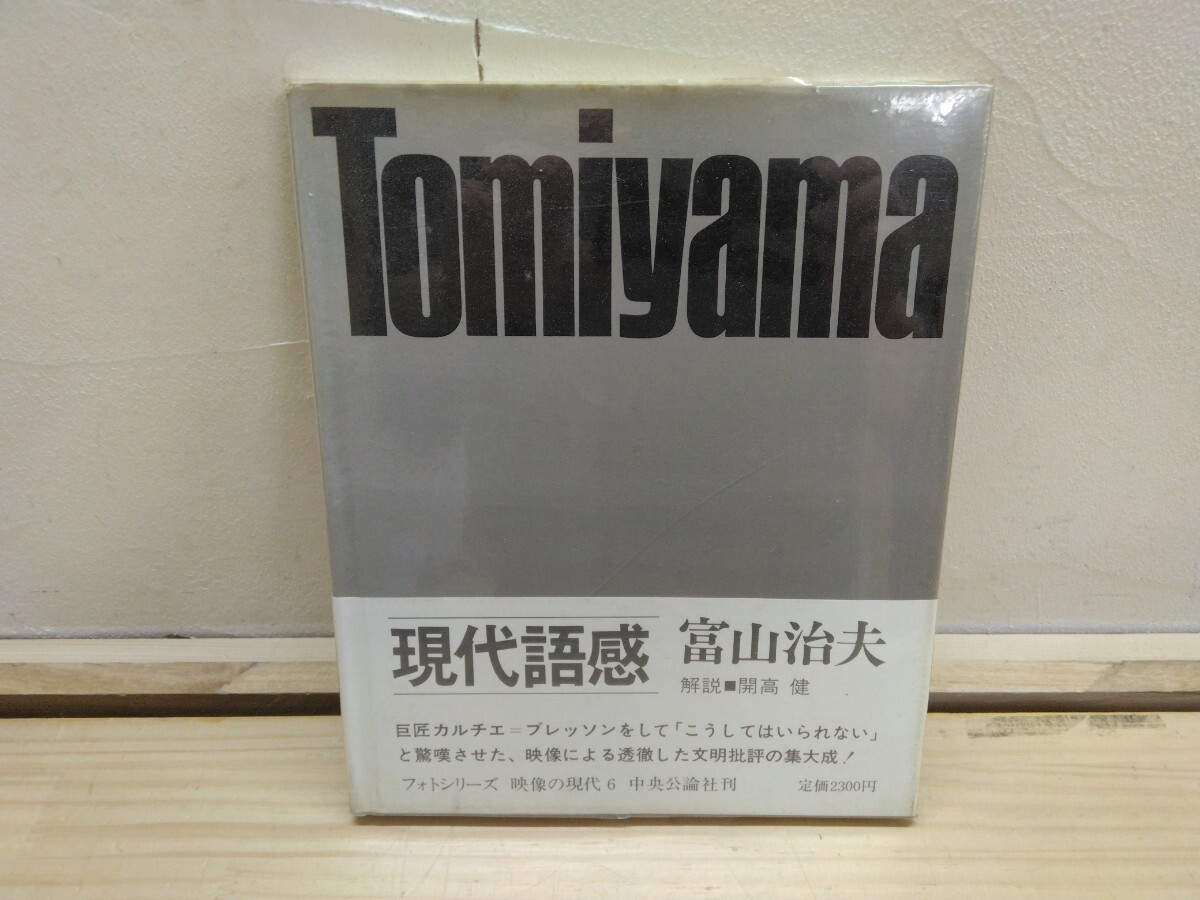 Tomiyama
現代語感
富山治夫
解説■開高 健
巨匠カルチエ=ブレッソンをして「こうしてはいられない」
と驚嘆させた、映像による透徹した文明批評の集大成!
フォトシリーズ 映像の現代6 中央公論社刊 定価2300円